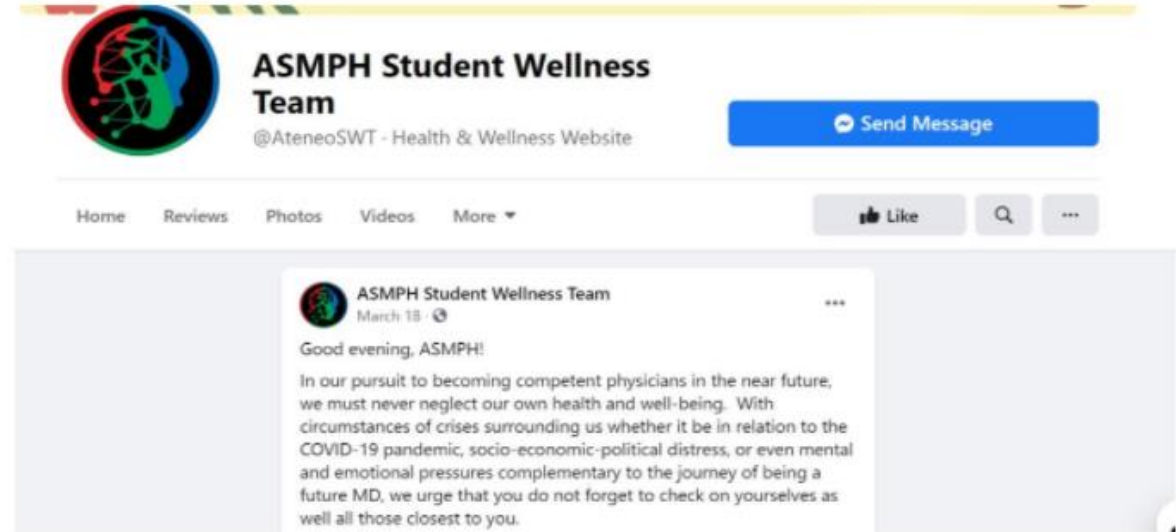 ASMPH Student Wellness
Team
@AteneoSWT - Health & Wellness Website
Send Message
Home Reviews Photos Videos More
Like
ASMPH Student Wellness Team
March 18
Good evening, ASMPH!
In our pursuit to becoming competent physicians in the near future,
we must never neglect our own health and well-being. With
circumstances of crises surrounding us whether it be in relation to the
COVID-19 pandemic, socio-economic-political distress, or even mental
and emotional pressures complementary to the journey of being a
future MD, we urge that you do not forget to check on yourselves as
well all those closest to you.